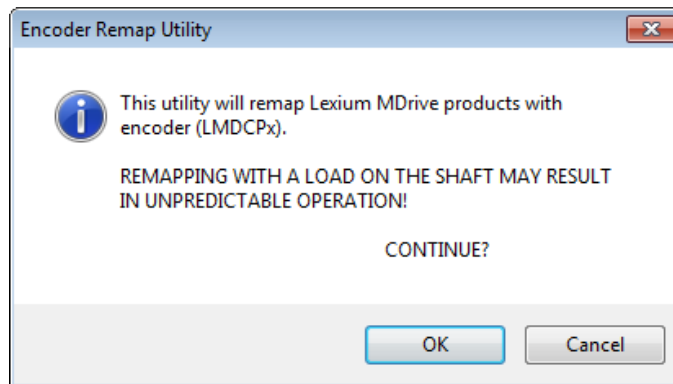 Encoder Remap Utility
This utility will remap Lexium MDrive products with
encoder (LMDCPx).
REMAPPING WITH A LOAD ON THE SHAFT MAY RESULT
IN UNPREDICTABLE OPERATION!
CONTINUE?
OK
Cancel